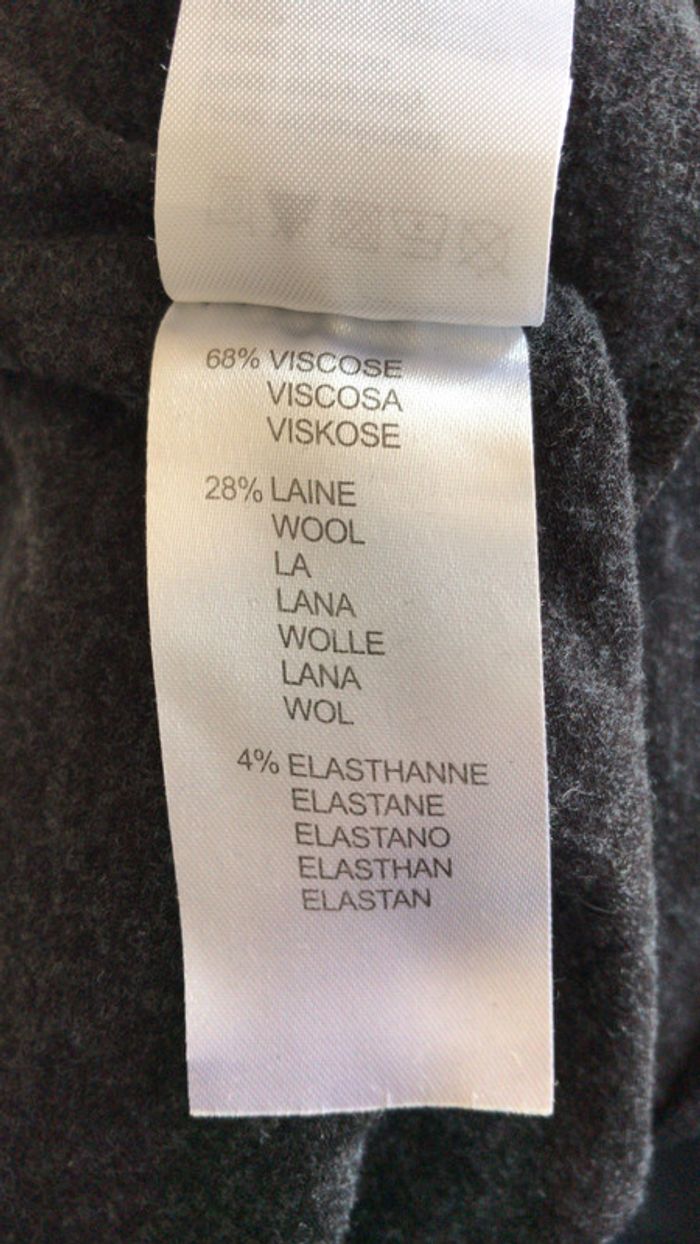 68% VISCOSE
VISCOSA
VISKOSE
28% LAINE
WOOL
LA
LANA
WOLLE
LANA
WOL
4% ELASTHANNE
ELASTANE
ELASTANO
ELASTHAN
ELASTAN